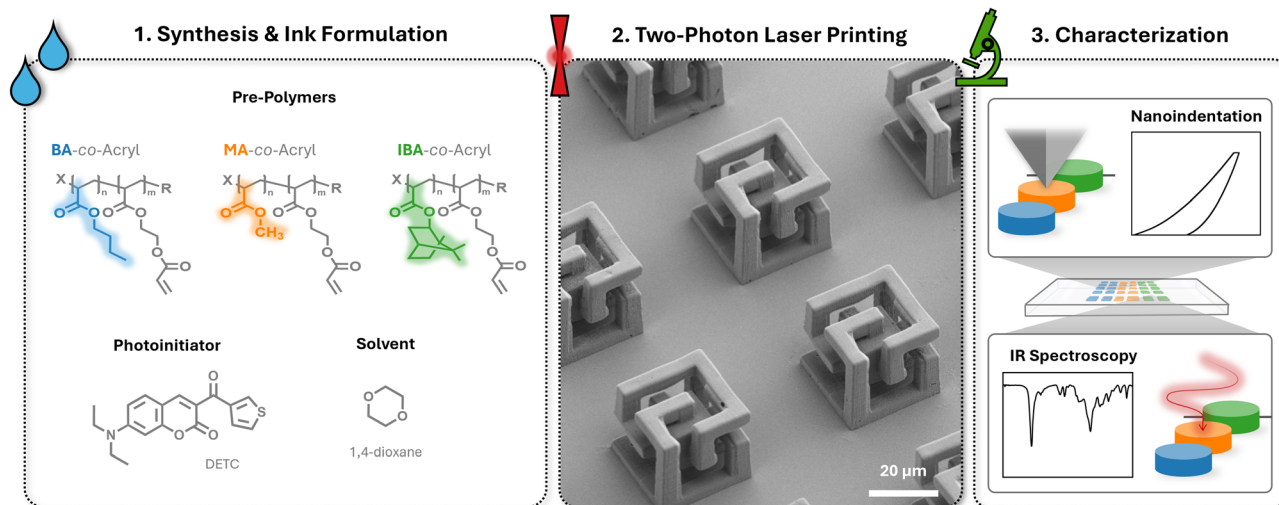 1. Synthesis & Ink Formulation
Pre-Polymers
BA-co-Acryl
MA-co-Acryl
IBA-co-Acryl
X n m R
O O O O
O O
X n m R
O O O O
CH₃
O O
X n m R
O O O O
O O
Photoinitiator
Solvent
O
S
N O O
DETC
O
O
1,4-dioxane
2. Two-Photon Laser Printing
20 µm
3. Characterization
Nanoindentation
IR Spectroscopy